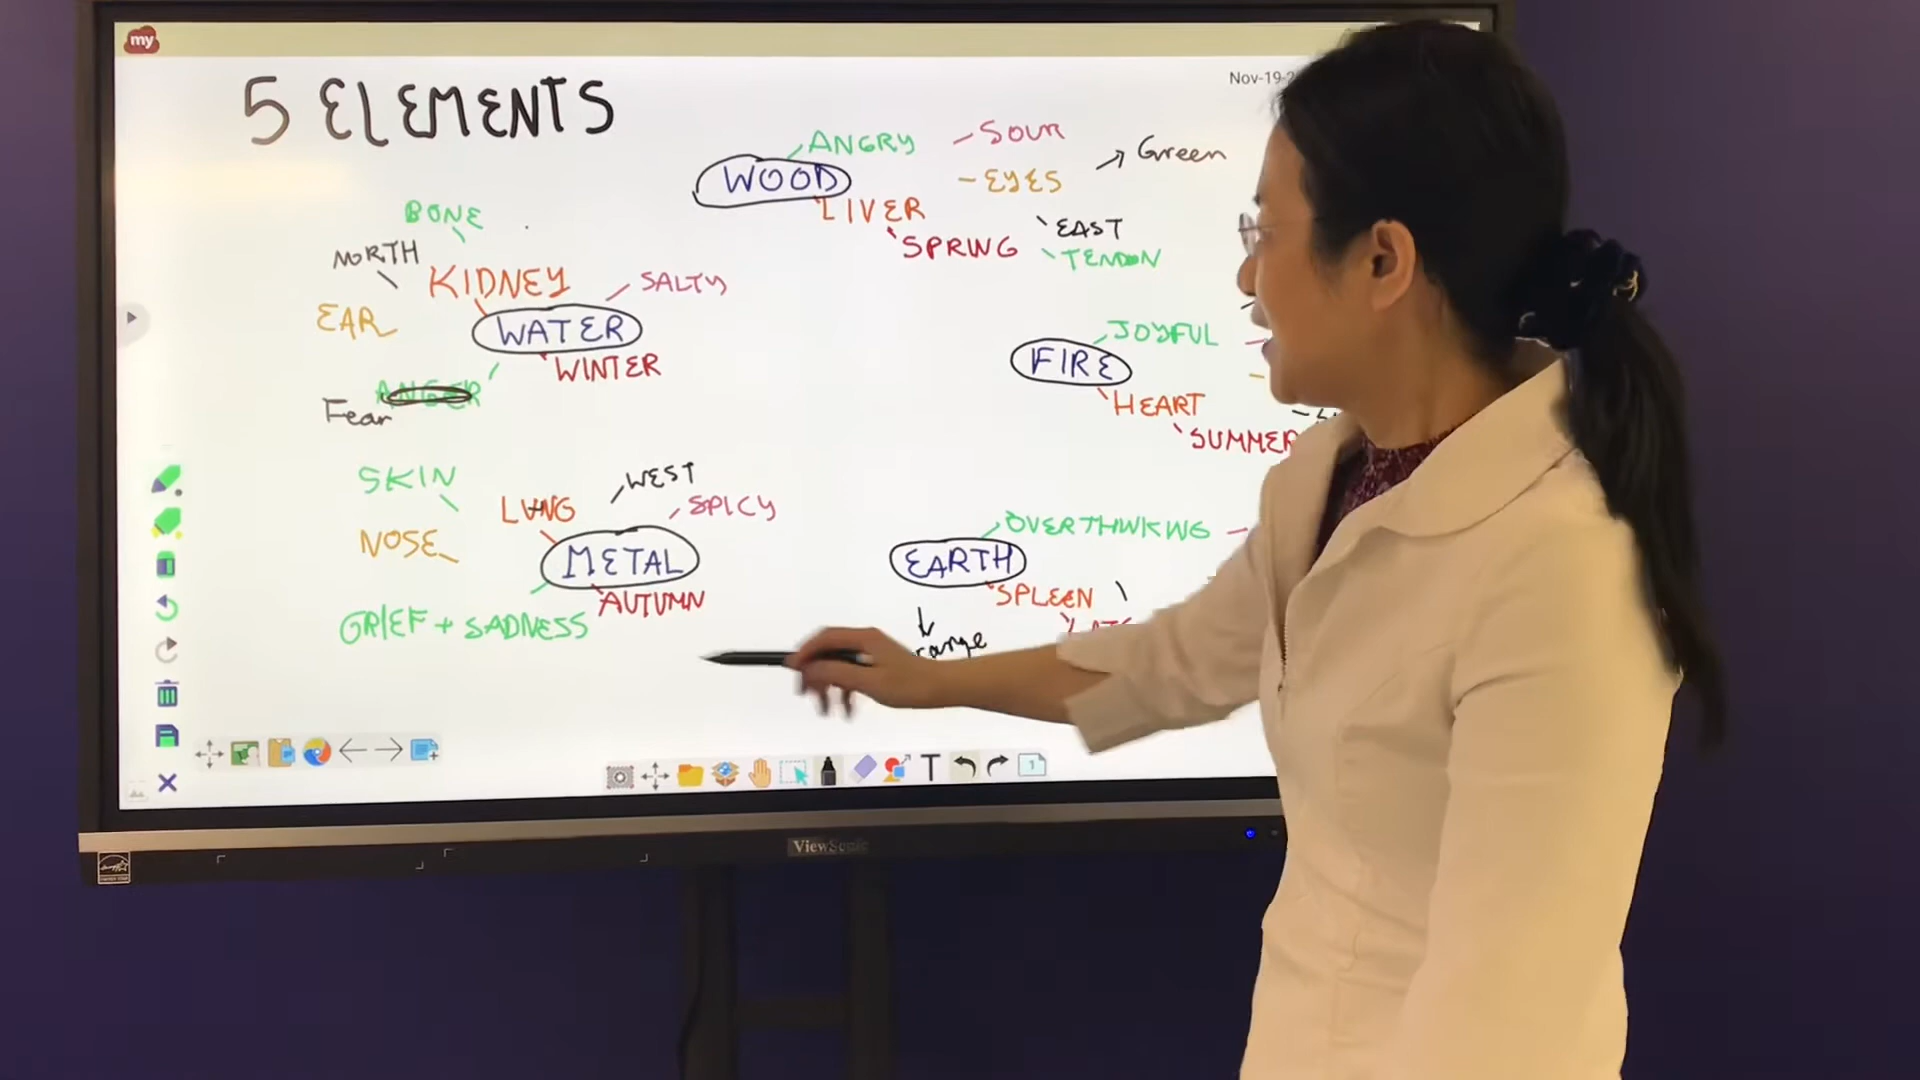 my
Nov-19-2
5 ELEMENTS
ANGRY
SOUR
Green
WOOD
EYES
LIVER
EAST
SPRING
TENDON
BONE
NORTH
KIDNEY
SALTY
EAR
WATER
WINTER
ANGER
Fear
JOYFUL
FIRE
HEART
SUMMER
SKIN
WEST
LUNG
SPICY
NOSE
METAL
AUTUMN
GRIEF + SADNESS
OVERTHINKING
EARTH
SPLEEN
T
1
ViewSonic